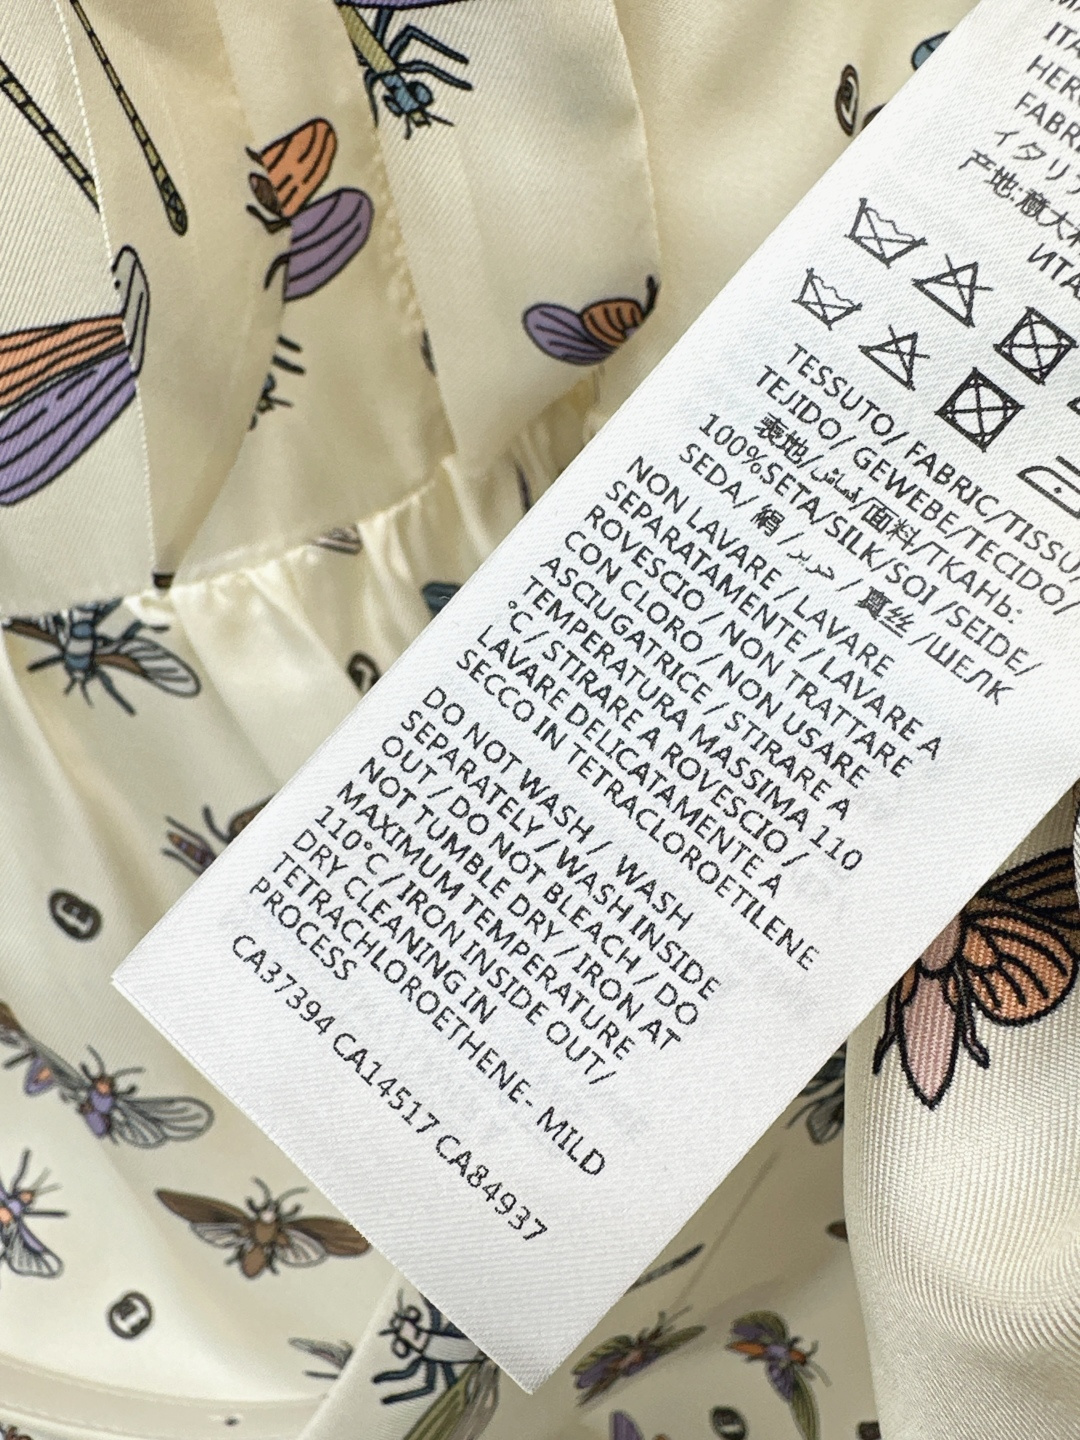 ITA
HER
FABR
イタリア
产地:意大利
ИТА
TESSUTO/ FABRIC/TISSU/
TEJIDO/ GEWEBE/TECIDO/
表地/قماش/面料/ТКАНЬ:
100%SETA/SILK/SOI /SEIDE/
SEDA/ 絹 / حرير / 真丝 /ШЕЛК
NON LAVARE / LAVARE
SEPARATAMENTE / LAVARE A
ROVESCIO / NON TRATTARE
CON CLORO / NON USARE
ASCIUGATRICE / STIRARE A
TEMPERATURA MASSIMA 110
°C / STIRARE A ROVESCIO /
LAVARE DELICATAMENTE A
SECCO IN TETRACLOROETILENE
DO NOT WASH / WASH
SEPARATELY / WASH INSIDE
OUT / DO NOT BLEACH / DO
NOT TUMBLE DRY / IRON AT
MAXIMUM TEMPERATURE
110°C / IRON INSIDE OUT/
DRY CLEANING IN
TETRACHLOROETHENE- MILD
PROCESS
CA37394 CA14517 CA84937